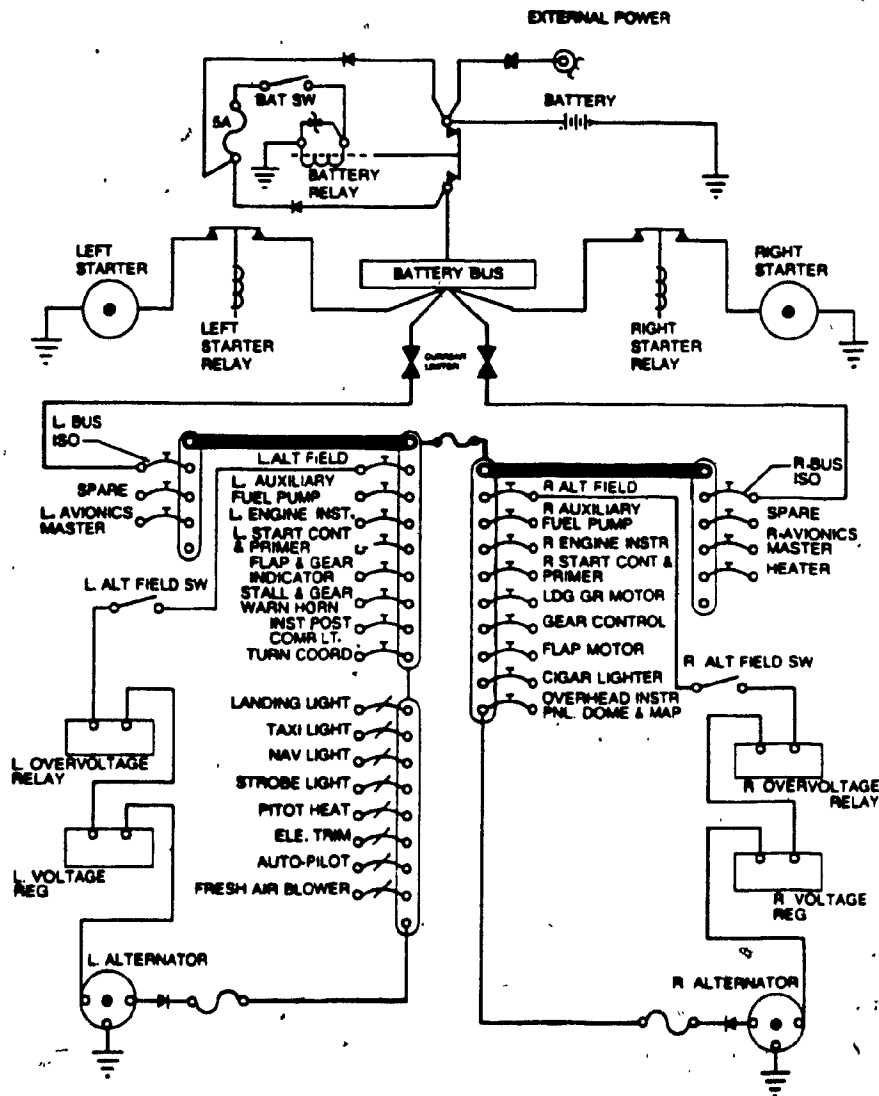 EXTERNAL POWER
BAT SW
BATTERY
5A
BATTERY
RELAY
LEFT
STARTER
RIGHT
STARTER
BATTERY BUS
LEFT
STARTER
RELAY
RIGHT
STARTER
RELAY
L. BUS
ISO
SPARE
L. AVIONICS
MASTER
L. ALT FIELD
L. AUXILIARY
FUEL PUMP
L. ENGINE INST.
L. START CONT
& PRIMER
FLAP & GEAR
INDICATOR
STALL & GEAR
WARN HORN
INST POST
COMR LT.
TURN COORD
R ALT FIELD
R AUXILIARY
FUEL PUMP
R ENGINE INSTR
R START CONT &
PRIMER
LDG GR MOTOR
GEAR CONTROL
FLAP MOTOR
CIGAR LIGHTER
OVERHEAD INSTR
PNL. DOME & MAP
R-BUS
ISO
SPARE
R-AVIONICS
MASTER
HEATER
L. ALT FIELD SW
R ALT FIELD SW
LANDING LIGHT
TAXI LIGHT
NAV LIGHT
STROBE LIGHT
PITOT HEAT
ELE. TRIM
AUTO-PILOT
FRESH AIR BLOWER
L. OVERVOLTAGE
RELAY
L. VOLTAGE
REG
R OVERVOLTAGE
RELAY
R VOLTAGE
REG
L. ALTERNATOR
R ALTERNATOR